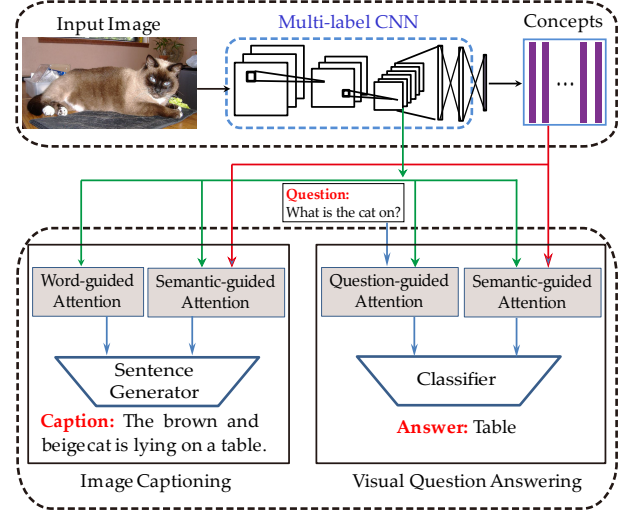 Input Image
Multi-label CNN
Concepts
...
Question:
What is the cat on?
Word-guided
Attention
Semantic-guided
Attention
Question-guided
Attention
Semantic-guided
Attention
Sentence
Generator
Classifier
Caption: The brown and
beigecat is lying on a table.
Answer: Table
Image Captioning
Visual Question Answering